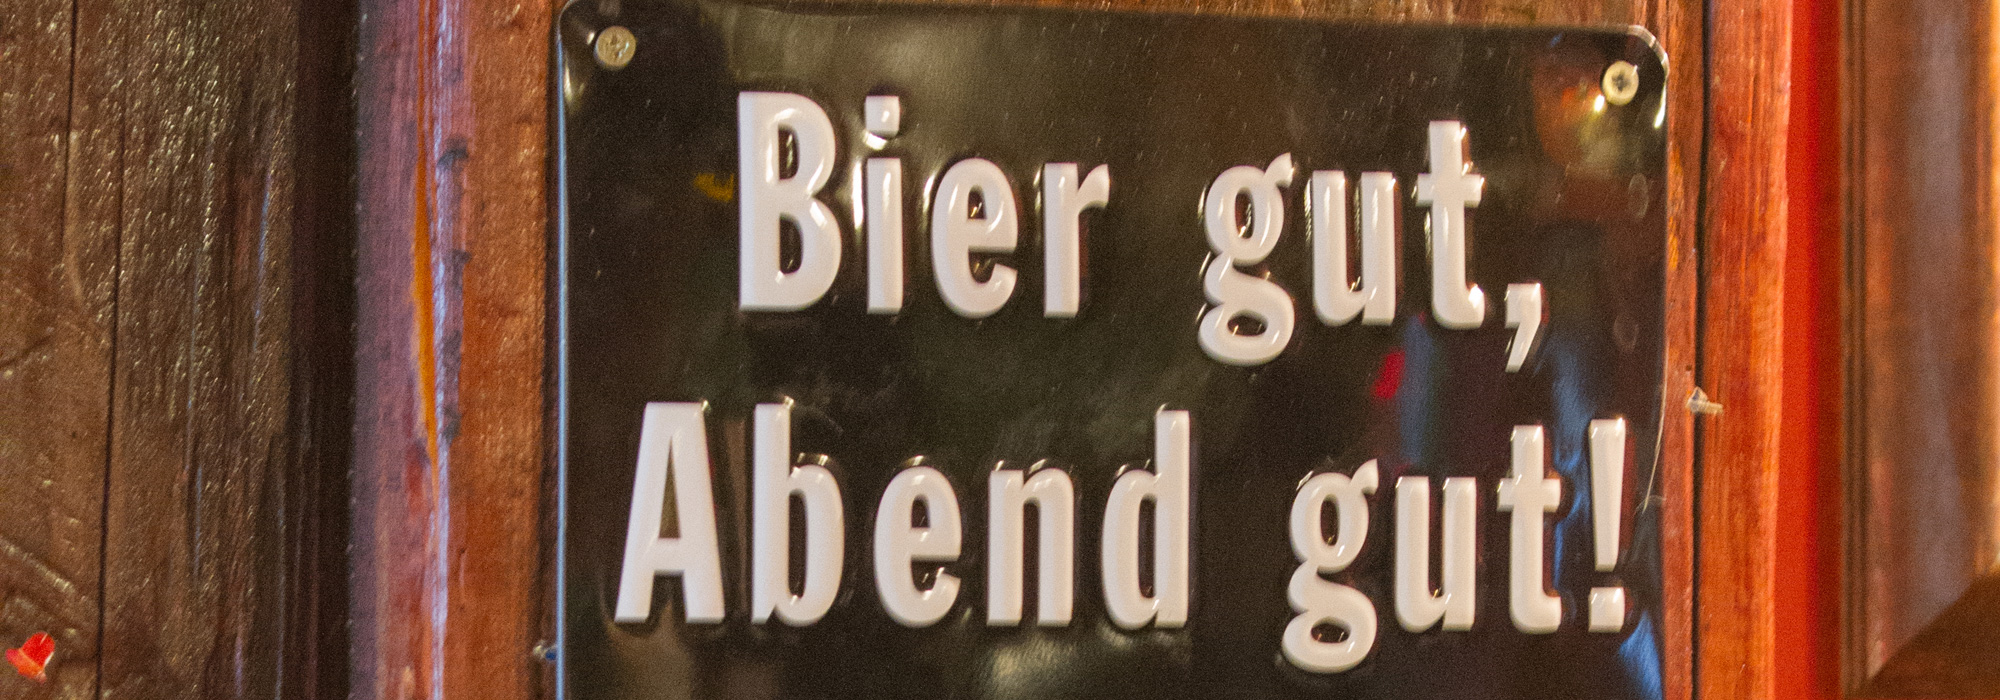 Bier gut,
Abend gut!